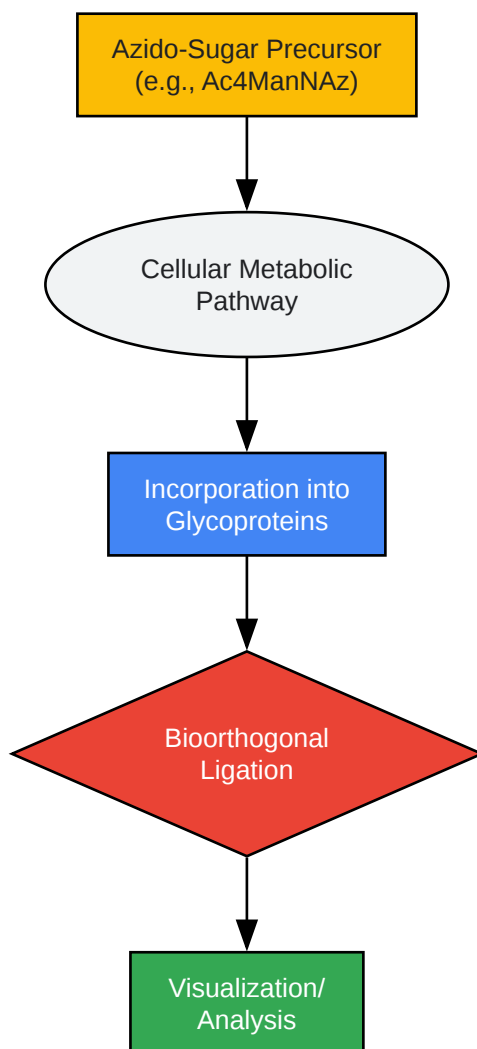 Azido-Sugar Precursor
(e.g., Ac4ManNAz)
Cellular Metabolic
Pathway
Incorporation into
Glycoproteins
Bioorthogonal
Ligation
Visualization/
Analysis